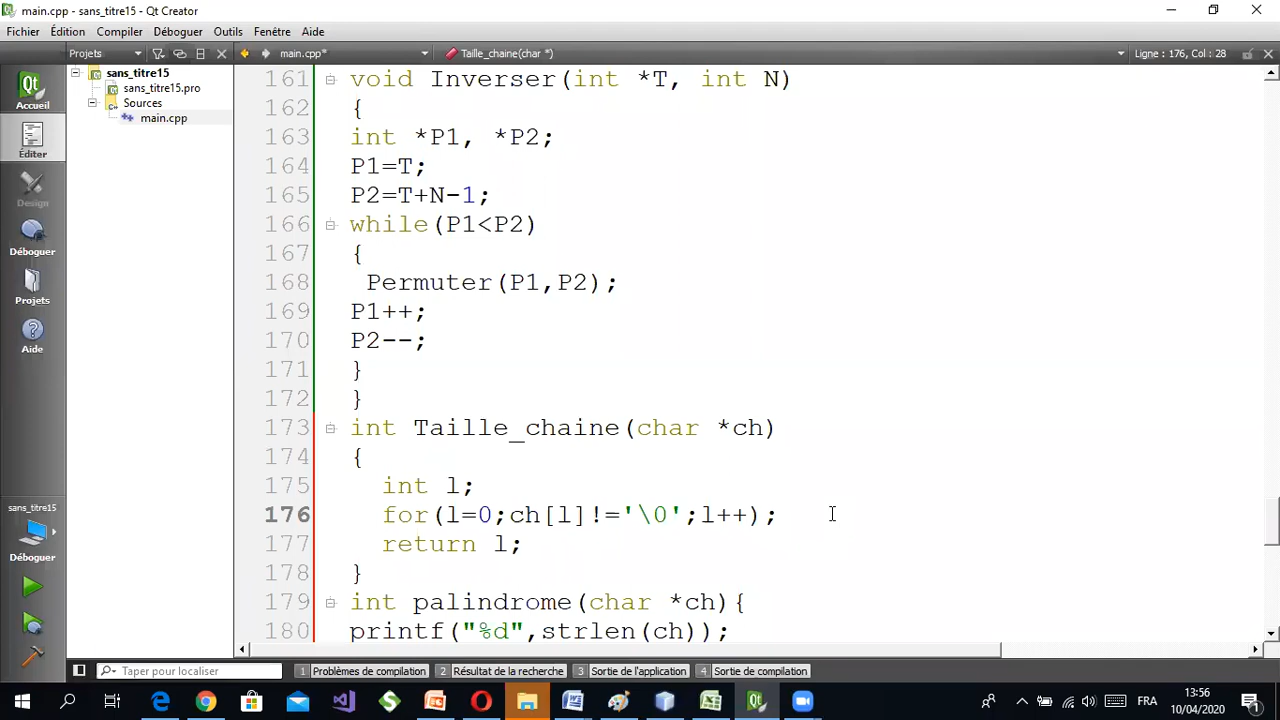 main.cpp - sans_titre15 - Qt Creator
Fichier Édition Compiler Déboguer Outils Fenêtre Aide
Projets main.cpp* Taille_chaine(char *) Ligne : 176, Col : 28
Qt
Accueil
Éditer
Design
Déboguer
Projets
Aide
sans_titre15
Déboguer
sans_titre15
sans_titre15.pro
Sources
main.cpp
161 void Inverser(int *T, int N)
162 {
163 int *P1, *P2;
164 P1=T;
165 P2=T+N-1;
166 while(P1<P2)
167 {
168 Permuter(P1,P2);
169 P1++;
170 P2--;
171 }
172 }
173 int Taille_chaine(char *ch)
174 {
175 int l;
176 for(l=0;ch[l]!='\0';l++);
177 return l;
178 }
179 int palindrome(char *ch){
180 printf("%d",strlen(ch));
Taper pour localiser 1 Problèmes de compilation 2 Résultat de la recherche 3 Sortie de l'application 4 Sortie de compilation
FRA 13:56
10/04/2020